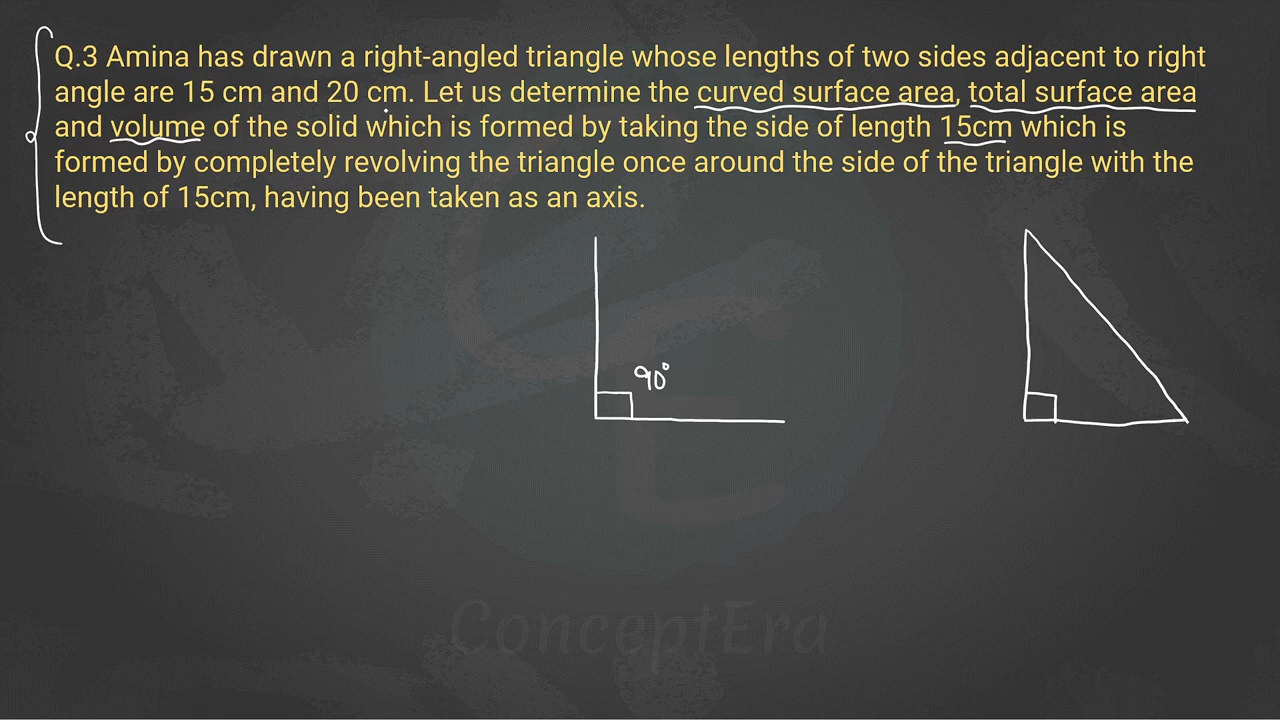 Q.3 Amina has drawn a right-angled triangle whose lengths of two sides adjacent to right
angle are 15 cm and 20 cm. Let us determine the curved surface area, total surface area
and volume of the solid which is formed by taking the side of length 15cm which is
formed by completely revolving the triangle once around the side of the triangle with the
length of 15cm, having been taken as an axis.
90°
ConceptEra